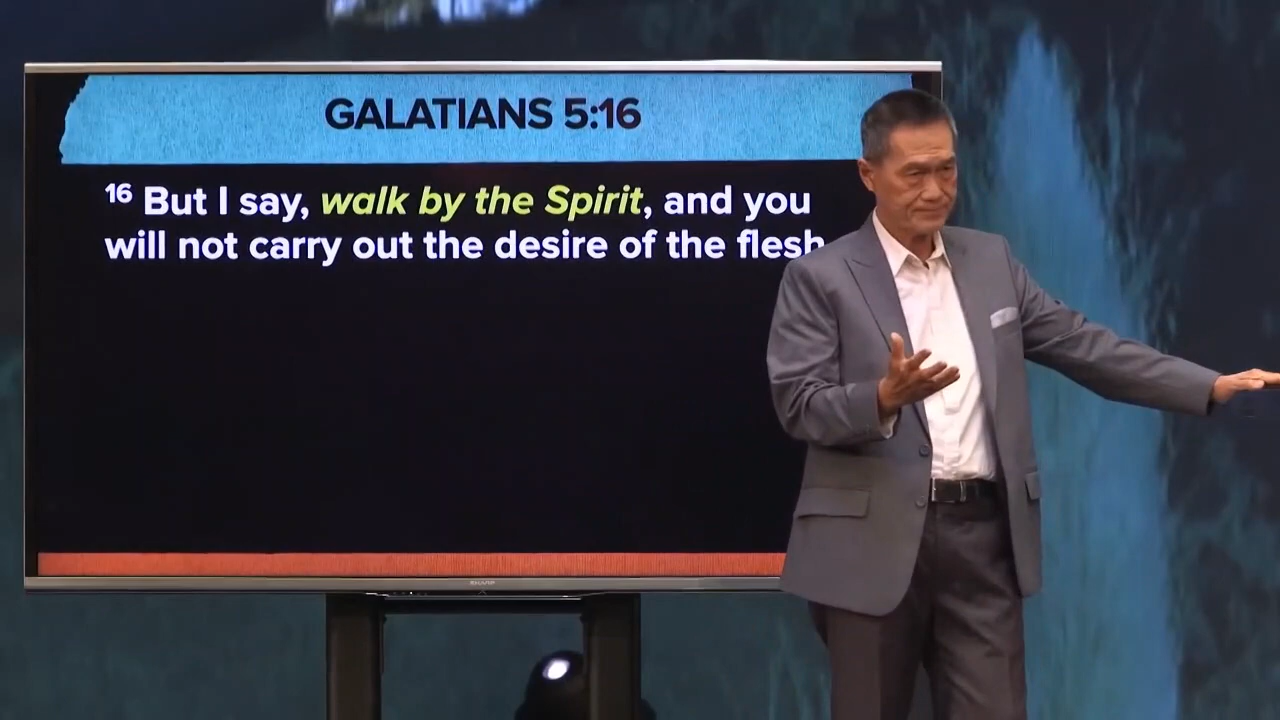 GALATIANS 5:16
16 But I say, walk by the Spirit, and you
will not carry out the desire of the flesh
SHARP